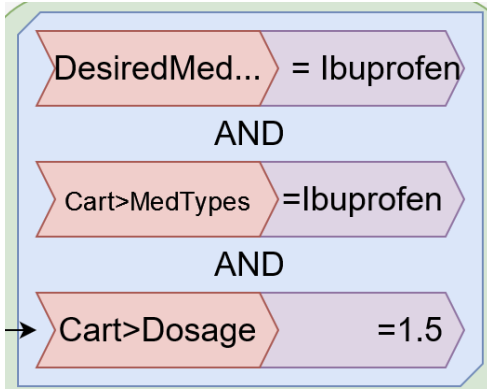 DesiredMed... = Ibuprofen
AND
Cart>MedTypes =Ibuprofen
AND
Cart>Dosage =1.5